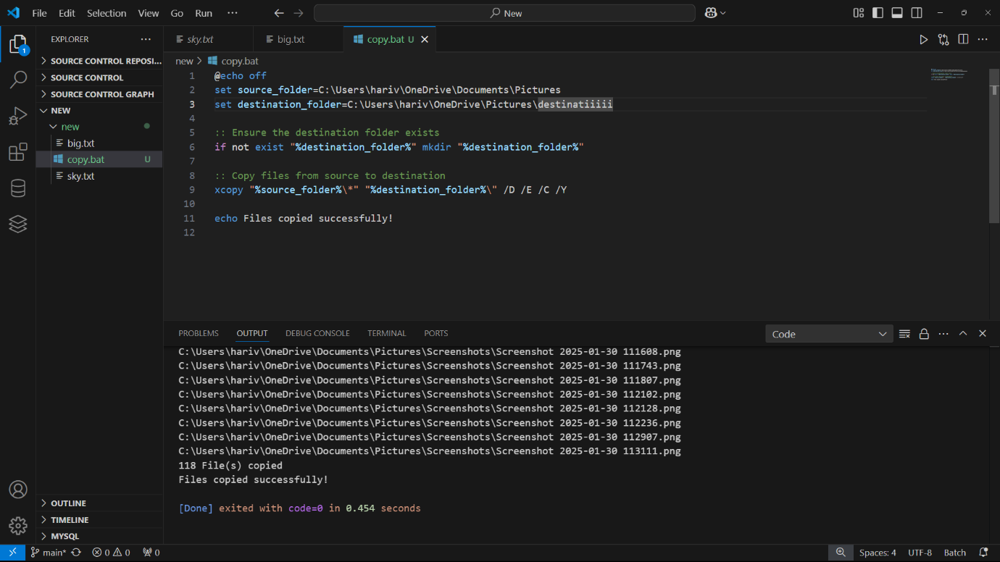 File Edit Selection View Go Run ···
New
EXPLORER ···
SOURCE CONTROL REPOSI...
SOURCE CONTROL
SOURCE CONTROL GRAPH
NEW
new
big.txt
copy.bat U
sky.txt
OUTLINE
TIMELINE
MYSQL
1
sky.txt big.txt copy.bat U
new > copy.bat
1 @echo off
2 set source_folder=C:\Users\hariv\OneDrive\Documents\Pictures
3 set destination_folder=C:\Users\hariv\OneDrive\Pictures\destinatiiiii
4
5 :: Ensure the destination folder exists
6 if not exist "%destination_folder%" mkdir "%destination_folder%"
7
8 :: Copy files from source to destination
9 xcopy "%source_folder%\*" "%destination_folder%\" /D /E /C /Y
10
11 echo Files copied successfully!
12
PROBLEMS OUTPUT DEBUG CONSOLE TERMINAL PORTS
Code
C:\Users\hariv\OneDrive\Documents\Pictures\Screenshots\Screenshot 2025-01-30 111608.png
C:\Users\hariv\OneDrive\Documents\Pictures\Screenshots\Screenshot 2025-01-30 111743.png
C:\Users\hariv\OneDrive\Documents\Pictures\Screenshots\Screenshot 2025-01-30 111807.png
C:\Users\hariv\OneDrive\Documents\Pictures\Screenshots\Screenshot 2025-01-30 112102.png
C:\Users\hariv\OneDrive\Documents\Pictures\Screenshots\Screenshot 2025-01-30 112128.png
C:\Users\hariv\OneDrive\Documents\Pictures\Screenshots\Screenshot 2025-01-30 112236.png
C:\Users\hariv\OneDrive\Documents\Pictures\Screenshots\Screenshot 2025-01-30 112907.png
C:\Users\hariv\OneDrive\Documents\Pictures\Screenshots\Screenshot 2025-01-30 113111.png
118 File(s) copied
Files copied successfully!
[Done] exited with code=0 in 0.454 seconds
main* 0 0 0
Spaces: 4 UTF-8 Batch